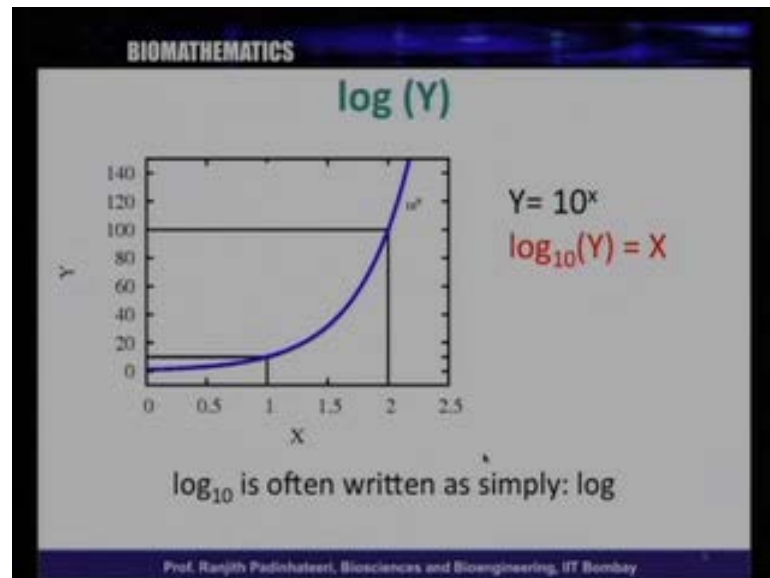 BIOMATHEMATICS
log (Y)
140
120
100
80
60
40
20
0
Y
0 0.5 1 1.5 2 2.5
X
Y= 10ˣ
log₁₀(Y) = X
log₁₀ is often written as simply: log
Prof. Ranjith Padinhateeri, Biosciences and Bioengineering, IIT Bombay